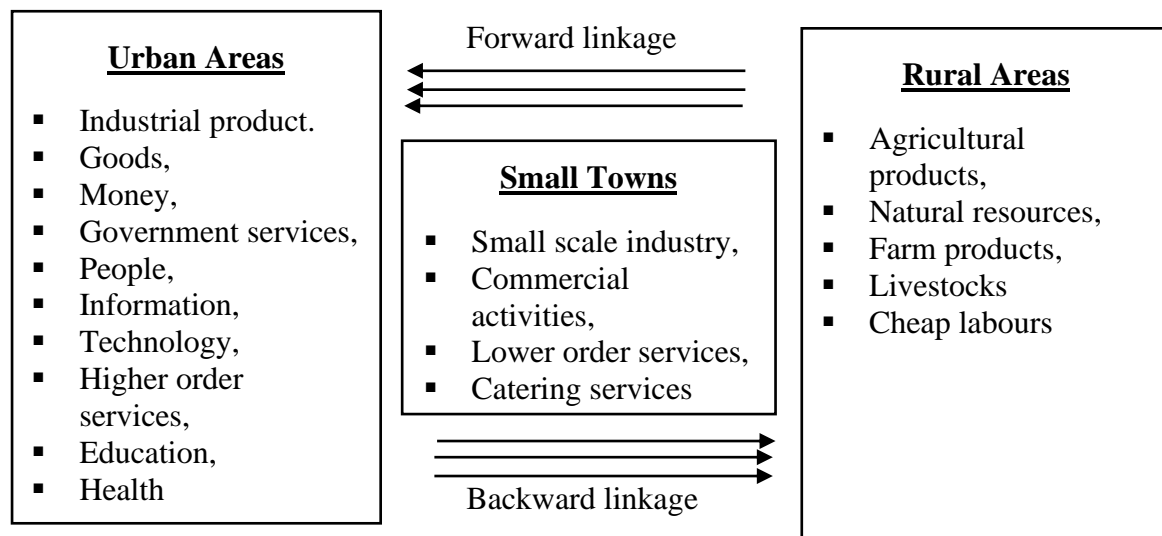 Urban Areas
▪ Industrial product.
▪ Goods,
▪ Money,
▪ Government services,
▪ People,
▪ Information,
▪ Technology,
▪ Higher order
services,
▪ Education,
▪ Health
Forward linkage
Small Towns
▪ Small scale industry,
▪ Commercial
activities,
▪ Lower order services,
▪ Catering services
Backward linkage
Rural Areas
▪ Agricultural
products,
▪ Natural resources,
▪ Farm products,
▪ Livestocks
▪ Cheap labours